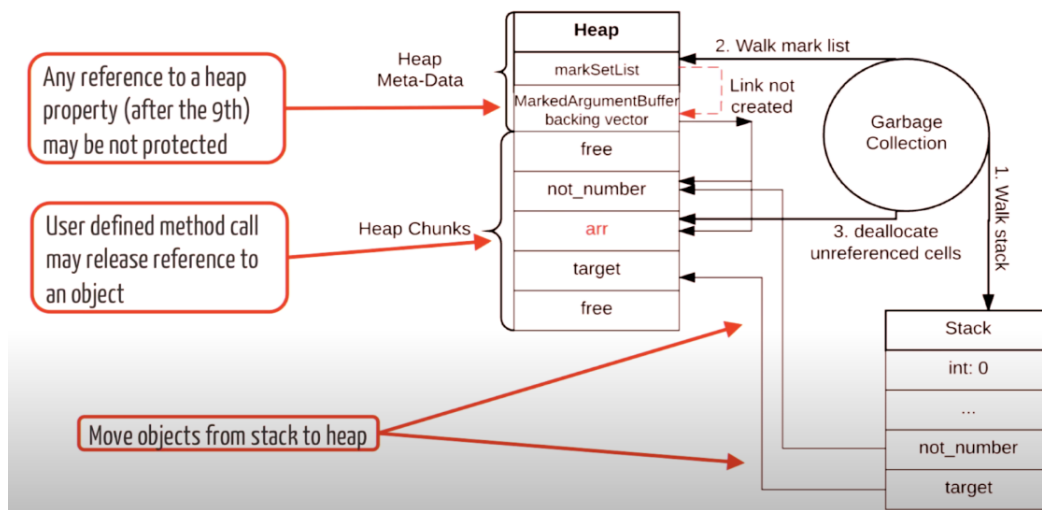 Any reference to a heap
property (after the 9th)
may be not protected
User defined method call
may release reference to
an object
Move objects from stack to heap
Heap
Meta-Data
Heap Chunks
Heap
markSetList
MarkedArgumentBuffer
backing vector
free
not_number
arr
target
free
2. Walk mark list
Link not
created
Garbage
Collection
1. Walk stack
3. deallocate
unreferenced cells
Stack
int: 0
...
not_number
target